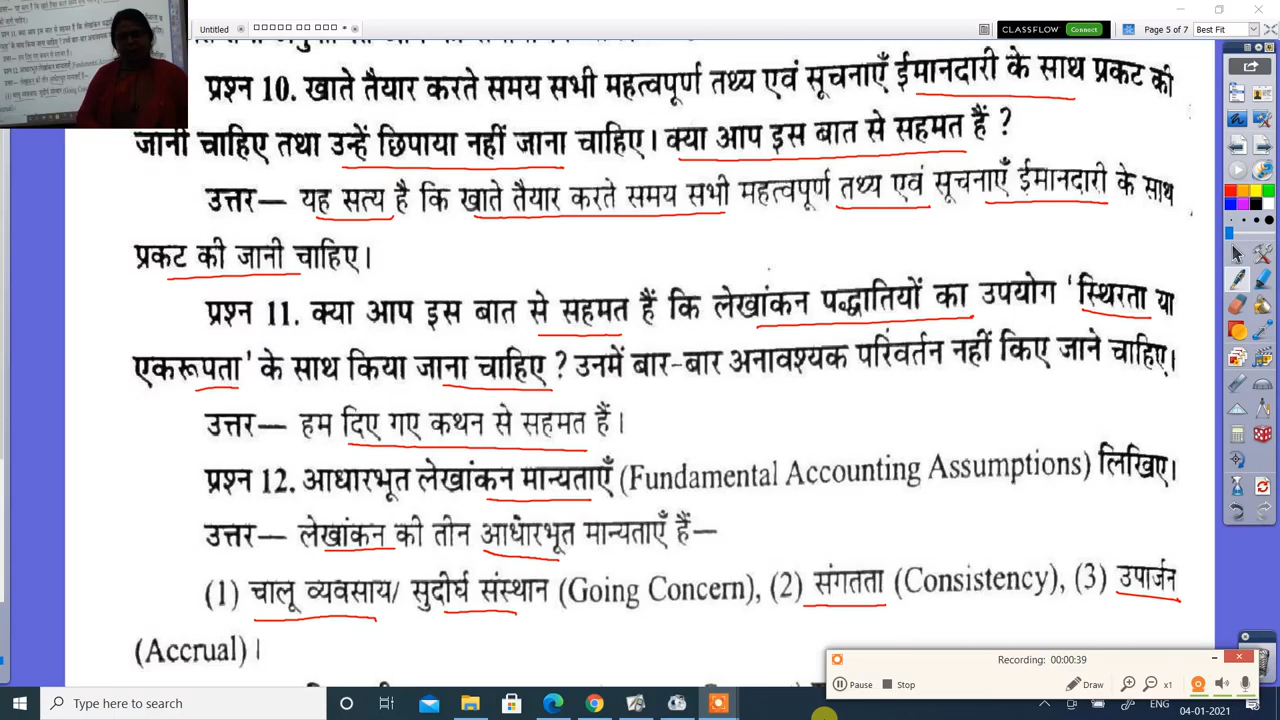 Untitled
CLASSFLOW Connect
Page 5 of 7 Best Fit
प्रश्न 10. खाते तैयार करते समय सभी महत्वपूर्ण तथ्य एवं सूचनाएँ ईमानदारी के साथ प्रकट की
जानी चाहिए तथा उन्हें छिपाया नहीं जाना चाहिए। क्या आप इस बात से सहमत हैं ?
उत्तर— यह सत्य है कि खाते तैयार करते समय सभी महत्वपूर्ण तथ्य एवं सूचनाएँ ईमानदारी के साथ
प्रकट की जानी चाहिए।
प्रश्न 11. क्या आप इस बात से सहमत हैं कि लेखांकन पद्धातियों का उपयोग 'स्थिरता या
एकरूपता' के साथ किया जाना चाहिए ? उनमें बार-बार अनावश्यक परिवर्तन नहीं किए जाने चाहिए।
उत्तर— हम दिए गए कथन से सहमत हैं।
प्रश्न 12. आधारभूत लेखांकन मान्यताएँ (Fundamental Accounting Assumptions) लिखिए।
उत्तर— लेखांकन की तीन आधारभूत मान्यताएँ हैं—
(1) चालू व्यवसाय/ सुदीर्घ संस्थान (Going Concern), (2) संगतता (Consistency), (3) उपार्जन
(Accrual)।
Recording: 00:00:39
Pause Stop Draw x1
Type here to search
ENG
04-01-2021